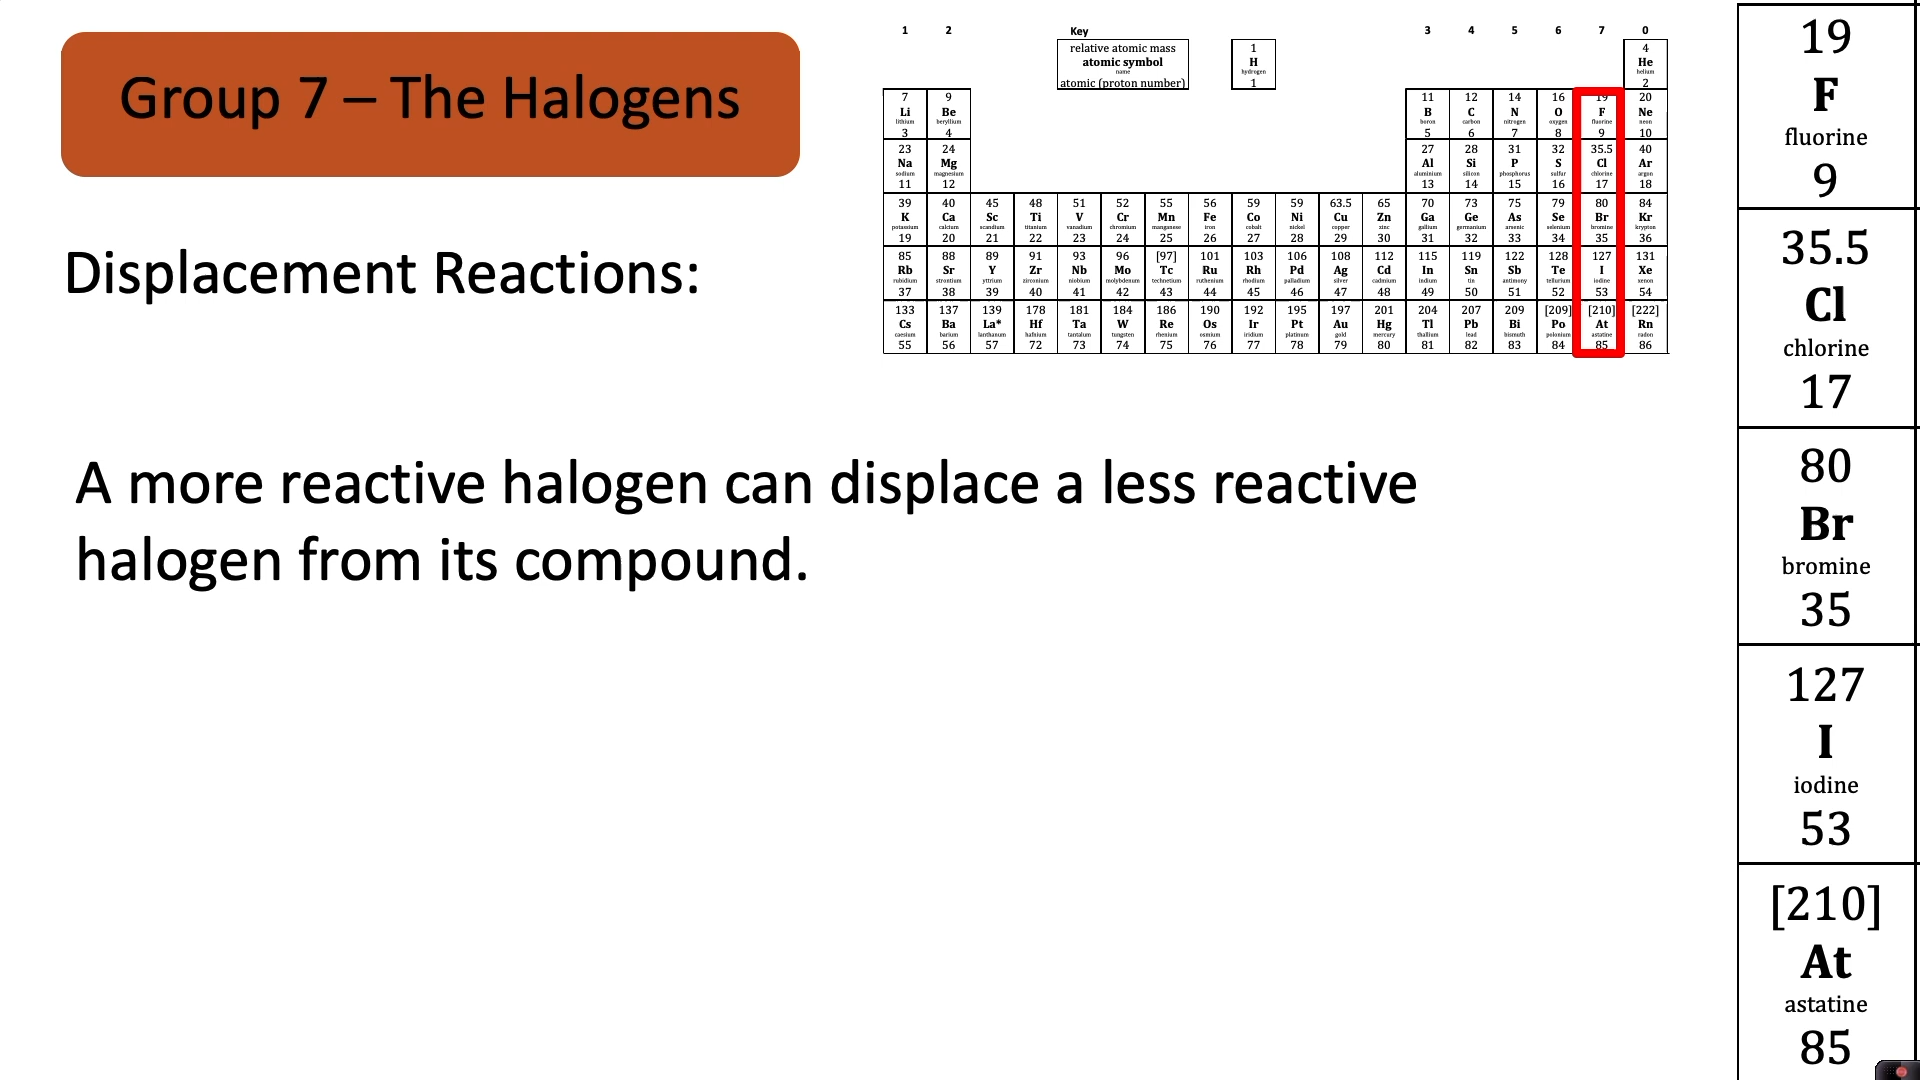 Group 7 – The Halogens
Displacement Reactions:
A more reactive halogen can displace a less reactive
halogen from its compound.
1 2 Key 3 4 5 6 7 0
relative atomic mass
atomic symbol
name
atomic (proton number)
1
H
hydrogen
1
4
He
helium
2
7 9 11 12 14 16 19 20
Li Be B C N O F Ne
lithium beryllium boron carbon nitrogen oxygen fluorine neon
3 4 5 6 7 8 9 10
23 24 27 28 31 32 35.5 40
Na Mg Al Si P S Cl Ar
sodium magnesium aluminium silicon phosphorus sulfur chlorine argon
11 12 13 14 15 16 17 18
39 40 45 48 51 52 55 56 59 59 63.5 65 70 73 75 79 80 84
K Ca Sc Ti V Cr Mn Fe Co Ni Cu Zn Ga Ge As Se Br Kr
potassium calcium scandium titanium vanadium chromium manganese iron cobalt nickel copper zinc gallium germanium arsenic selenium bromine krypton
19 20 21 22 23 24 25 26 27 28 29 30 31 32 33 34 35 36
85 88 89 91 93 96 [97] 101 103 106 108 112 115 119 122 128 127 131
Rb Sr Y Zr Nb Mo Tc Ru Rh Pd Ag Cd In Sn Sb Te I Xe
rubidium strontium yttrium zirconium niobium molybdenum technetium ruthenium rhodium palladium silver cadmium indium tin antimony tellurium iodine xenon
37 38 39 40 41 42 43 44 45 46 47 48 49 50 51 52 53 54
133 137 139 178 181 184 186 190 192 195 197 201 204 207 209 [209] [210] [222]
Cs Ba La* Hf Ta W Re Os Ir Pt Au Hg Tl Pb Bi Po At Rn
caesium barium lanthanum hafnium tantalum tungsten rhenium osmium iridium platinum gold mercury thallium lead bismuth polonium astatine radon
55 56 57 72 73 74 75 76 77 78 79 80 81 82 83 84 85 86
19
F
fluorine
9
35.5
Cl
chlorine
17
80
Br
bromine
35
127
I
iodine
53
[210]
At
astatine
85